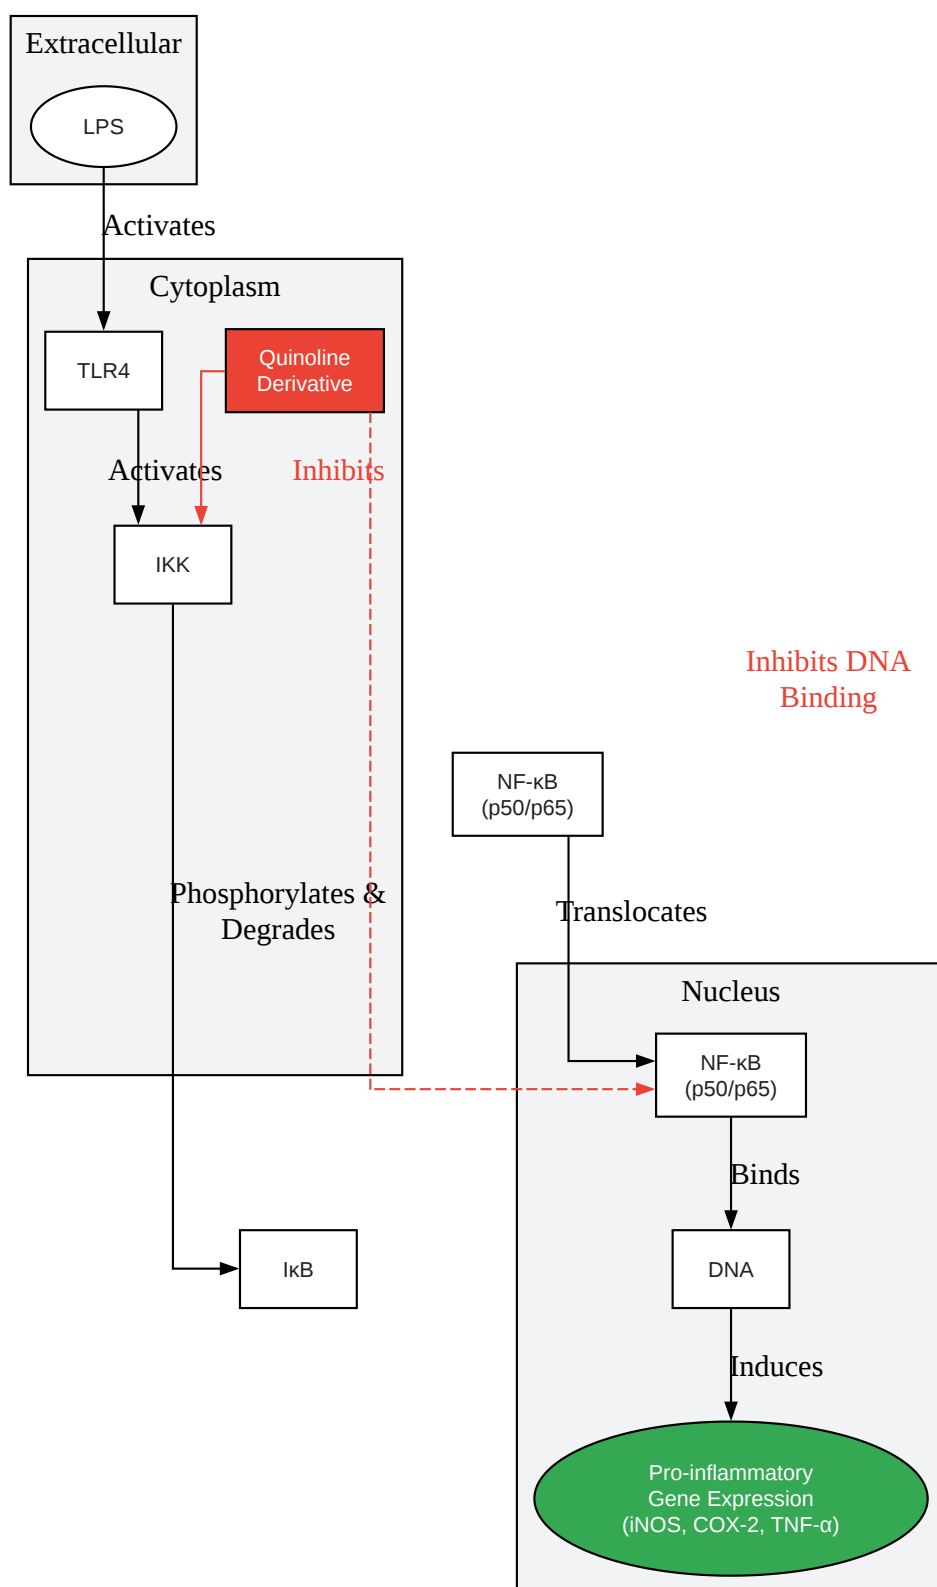 Extracellular
LPS
Activates
Cytoplasm
TLR4
Quinoline
Derivative
Activates
Inhibits
IKK
Inhibits DNA
Binding
NF-κB
(p50/p65)
Phosphorylates &
Degrades
Translocates
Nucleus
NF-κB
(p50/p65)
Binds
IκB
DNA
Induces
Pro-inflammatory
Gene Expression
(iNOS, COX-2, TNF-α)